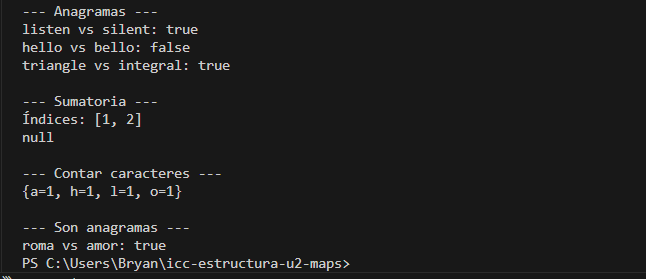 --- Anagramas ---
listen vs silent: true
hello vs bello: false
triangle vs integral: true
--- Sumatoria ---
Índices: [1, 2]
null
--- Contar caracteres ---
{a=1, h=1, l=1, o=1}
--- Son anagramas ---
roma vs amor: true
PS C:\Users\Bryan\icc-estructura-u2-maps>